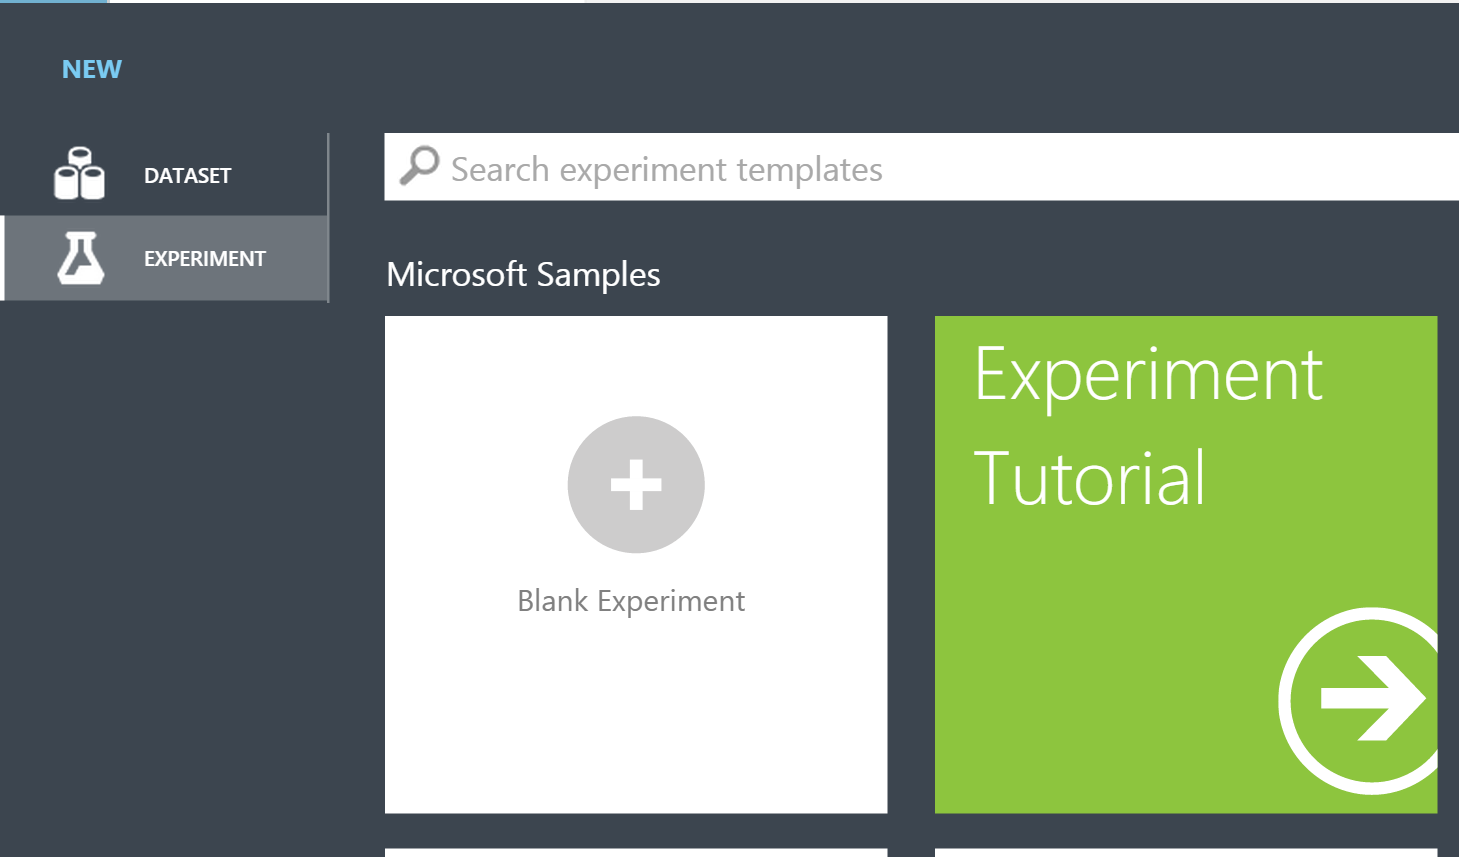 NEW
DATASET
EXPERIMENT
Search experiment templates
Microsoft Samples
Blank Experiment
Experiment
Tutorial